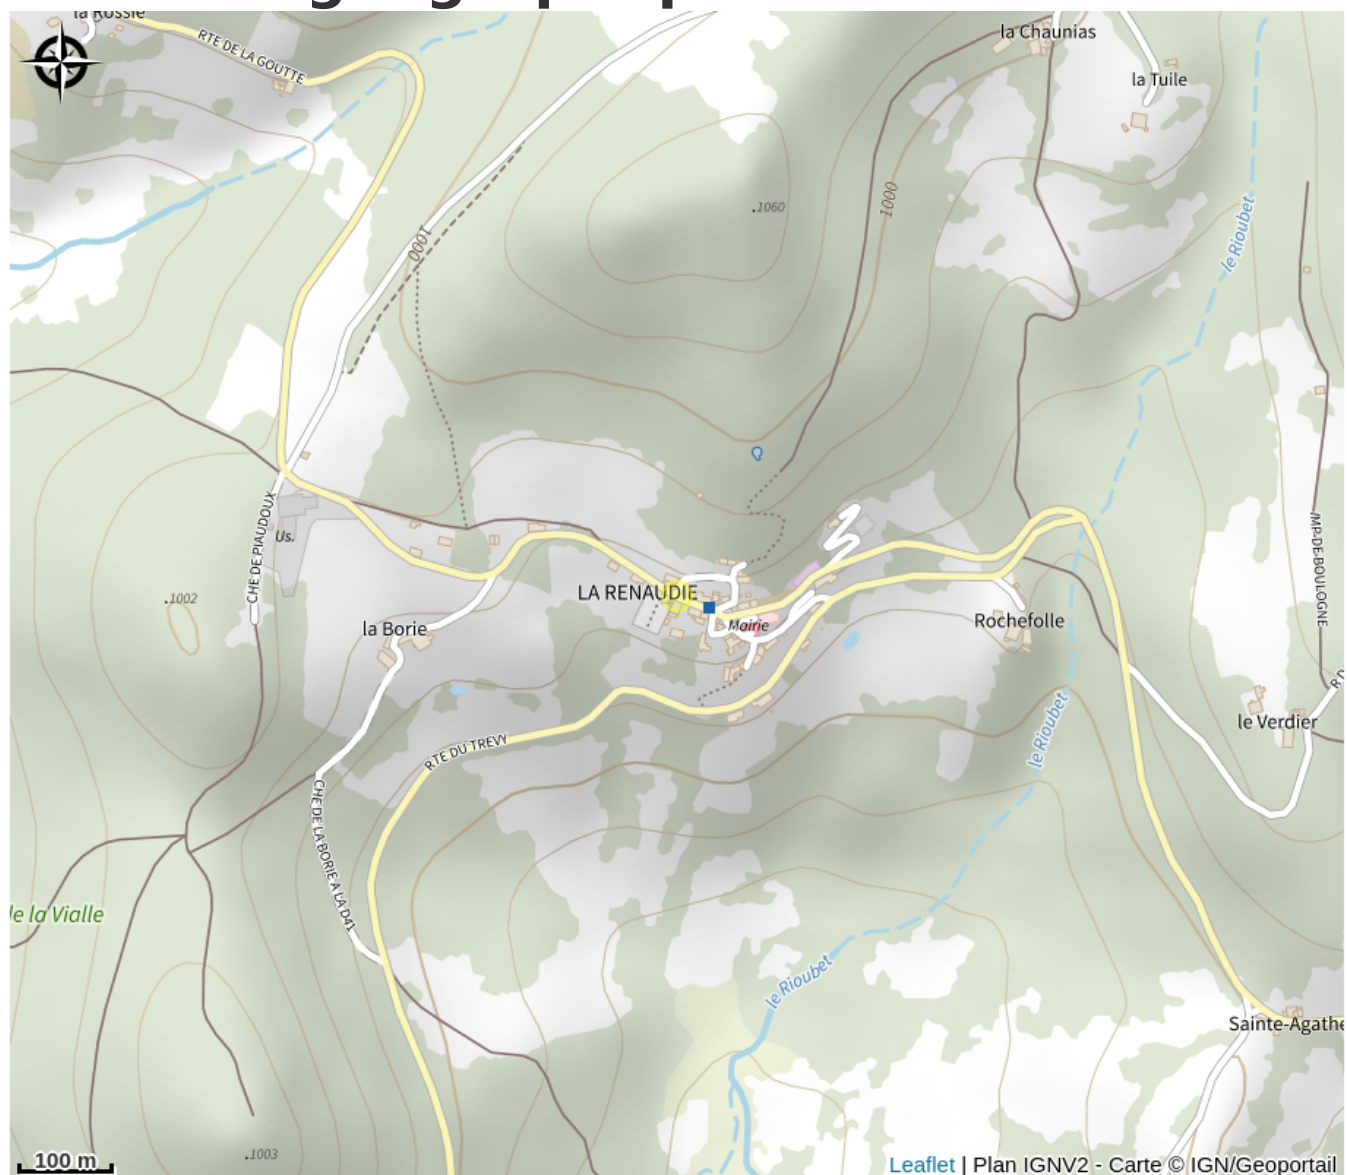 la Rossie
RTE DE LA GOUTTE
la Chaunias
la Tuile
.1060
1000
1000
le Rioubet
CHE DE PIAUDOUX
Us.
IMP-DE-BOULOGNE
LA RENAUDIE
Mairie
.1002
la Borie
Rochefolle
le Rioubet
le Verdier
RTE DU TREVY
CHE DE LA BORIE A LA D41
de la Vialle
le Rioubet
Sainte-Agathe
.1003
100 m
Leaflet | Plan IGNV2 - Carte © IGN/Geoportail